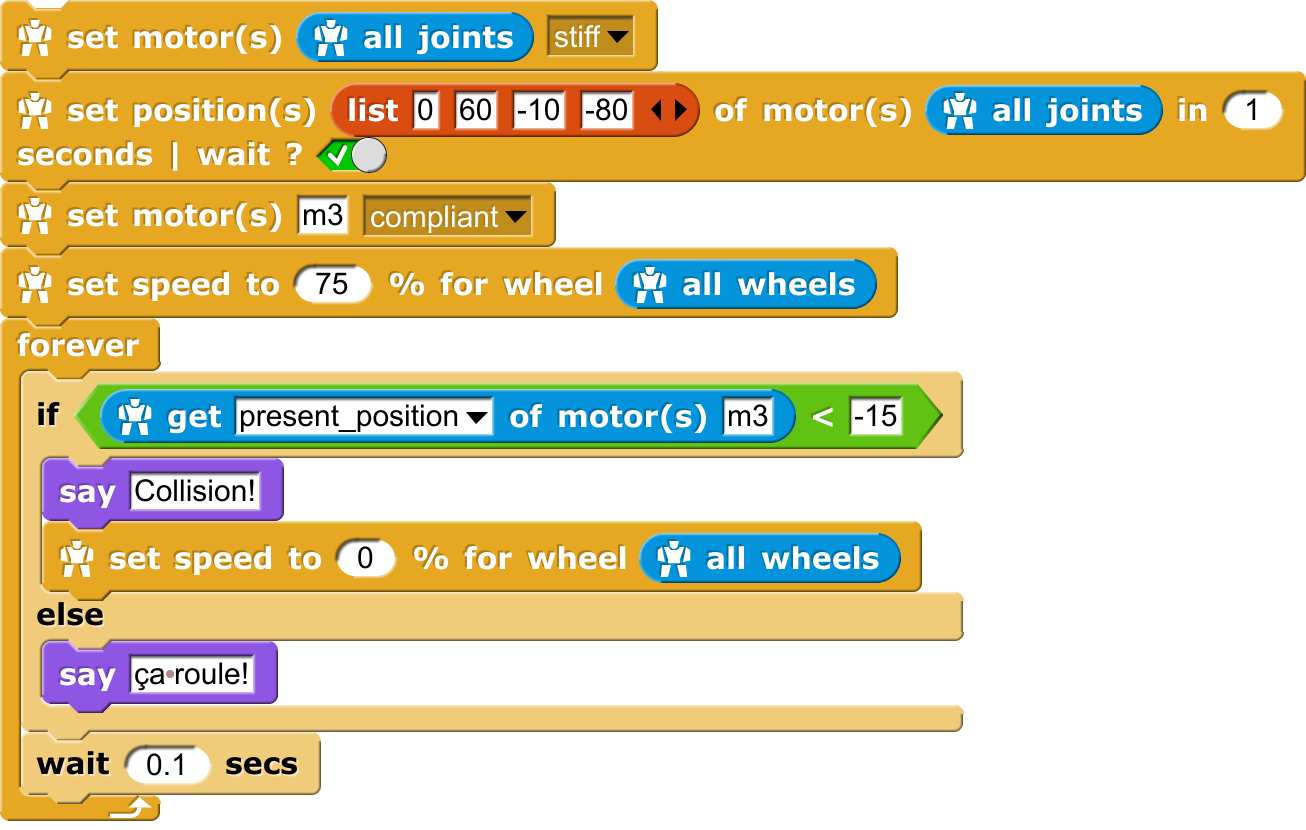 set motor(s) all joints stiff
set position(s) list 0 60 -10 -80 of motor(s) all joints in 1
seconds | wait ?
set motor(s) m3 compliant
set speed to 75 % for wheel all wheels
forever
if get present_position of motor(s) m3 < -15
say Collision!
set speed to 0 % for wheel all wheels
else
say ça roule!
wait 0.1 secs